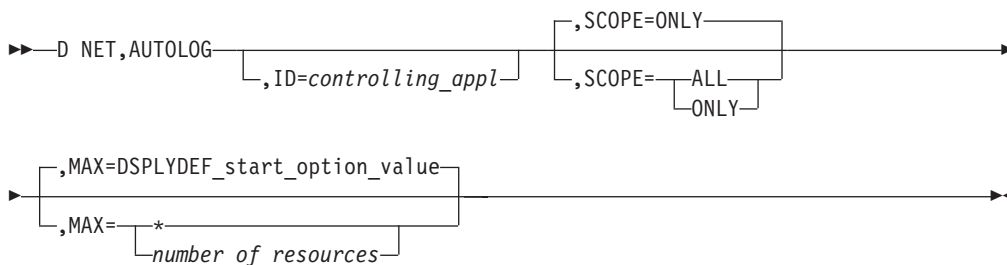 ,SCOPE=ONLY
D NET,AUTOLOG
,ID=controlling_appl
,SCOPE=
ALL
ONLY
,MAX=DSPLYDEF_start_option_value
,MAX=
*
number of resources